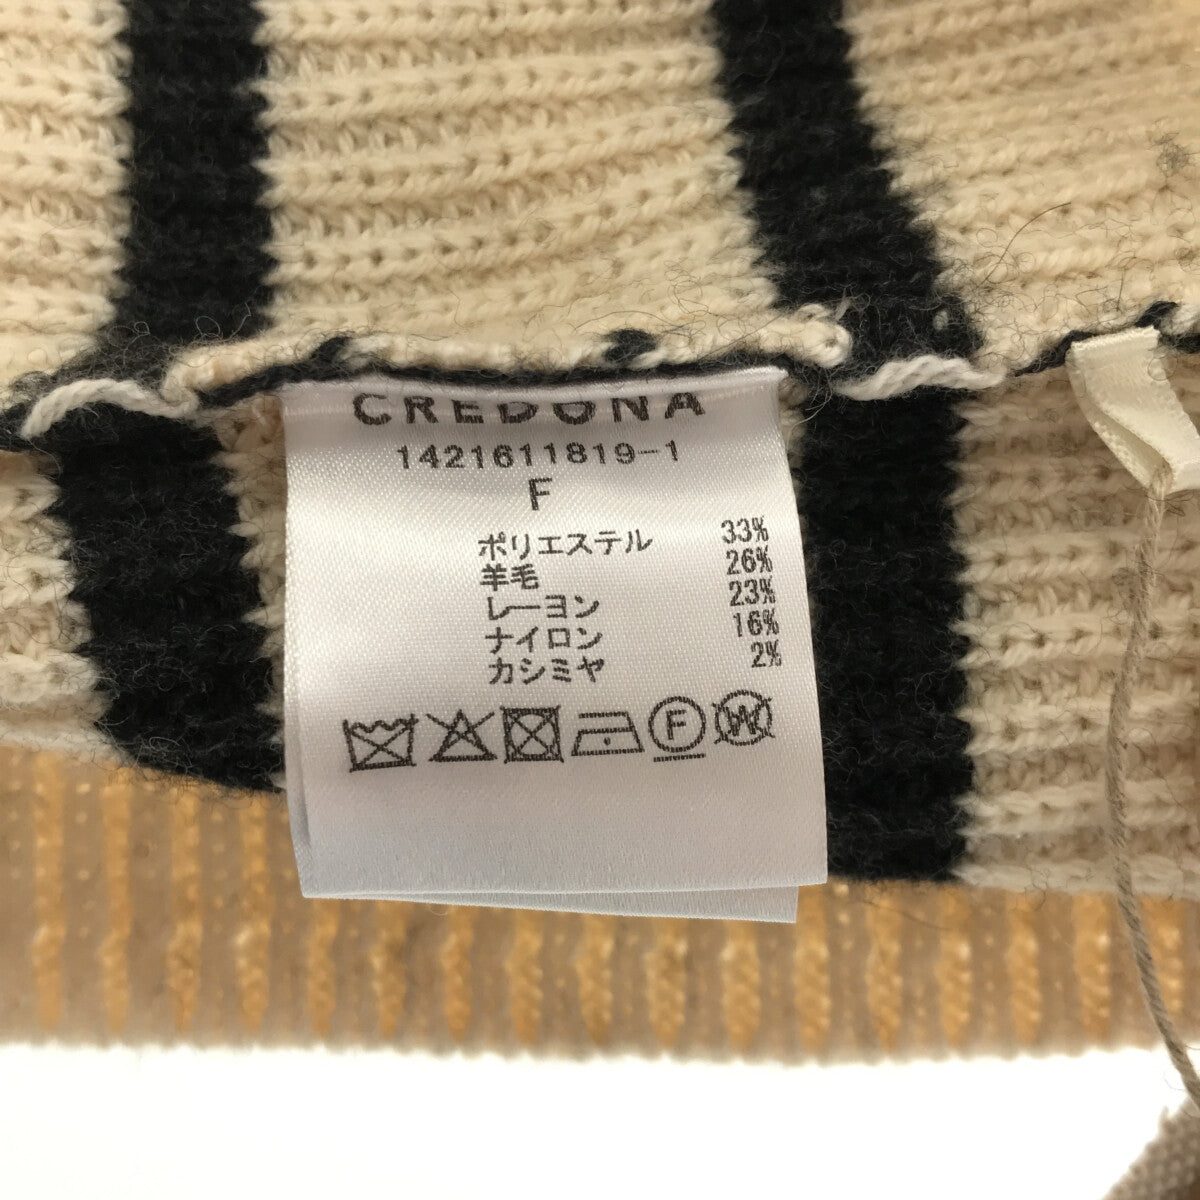 CREDONA
1421611819-1
F
ポリエステル 33%
羊毛 26%
レーヨン 23%
ナイロン 16%
カシミヤ 2%
F W